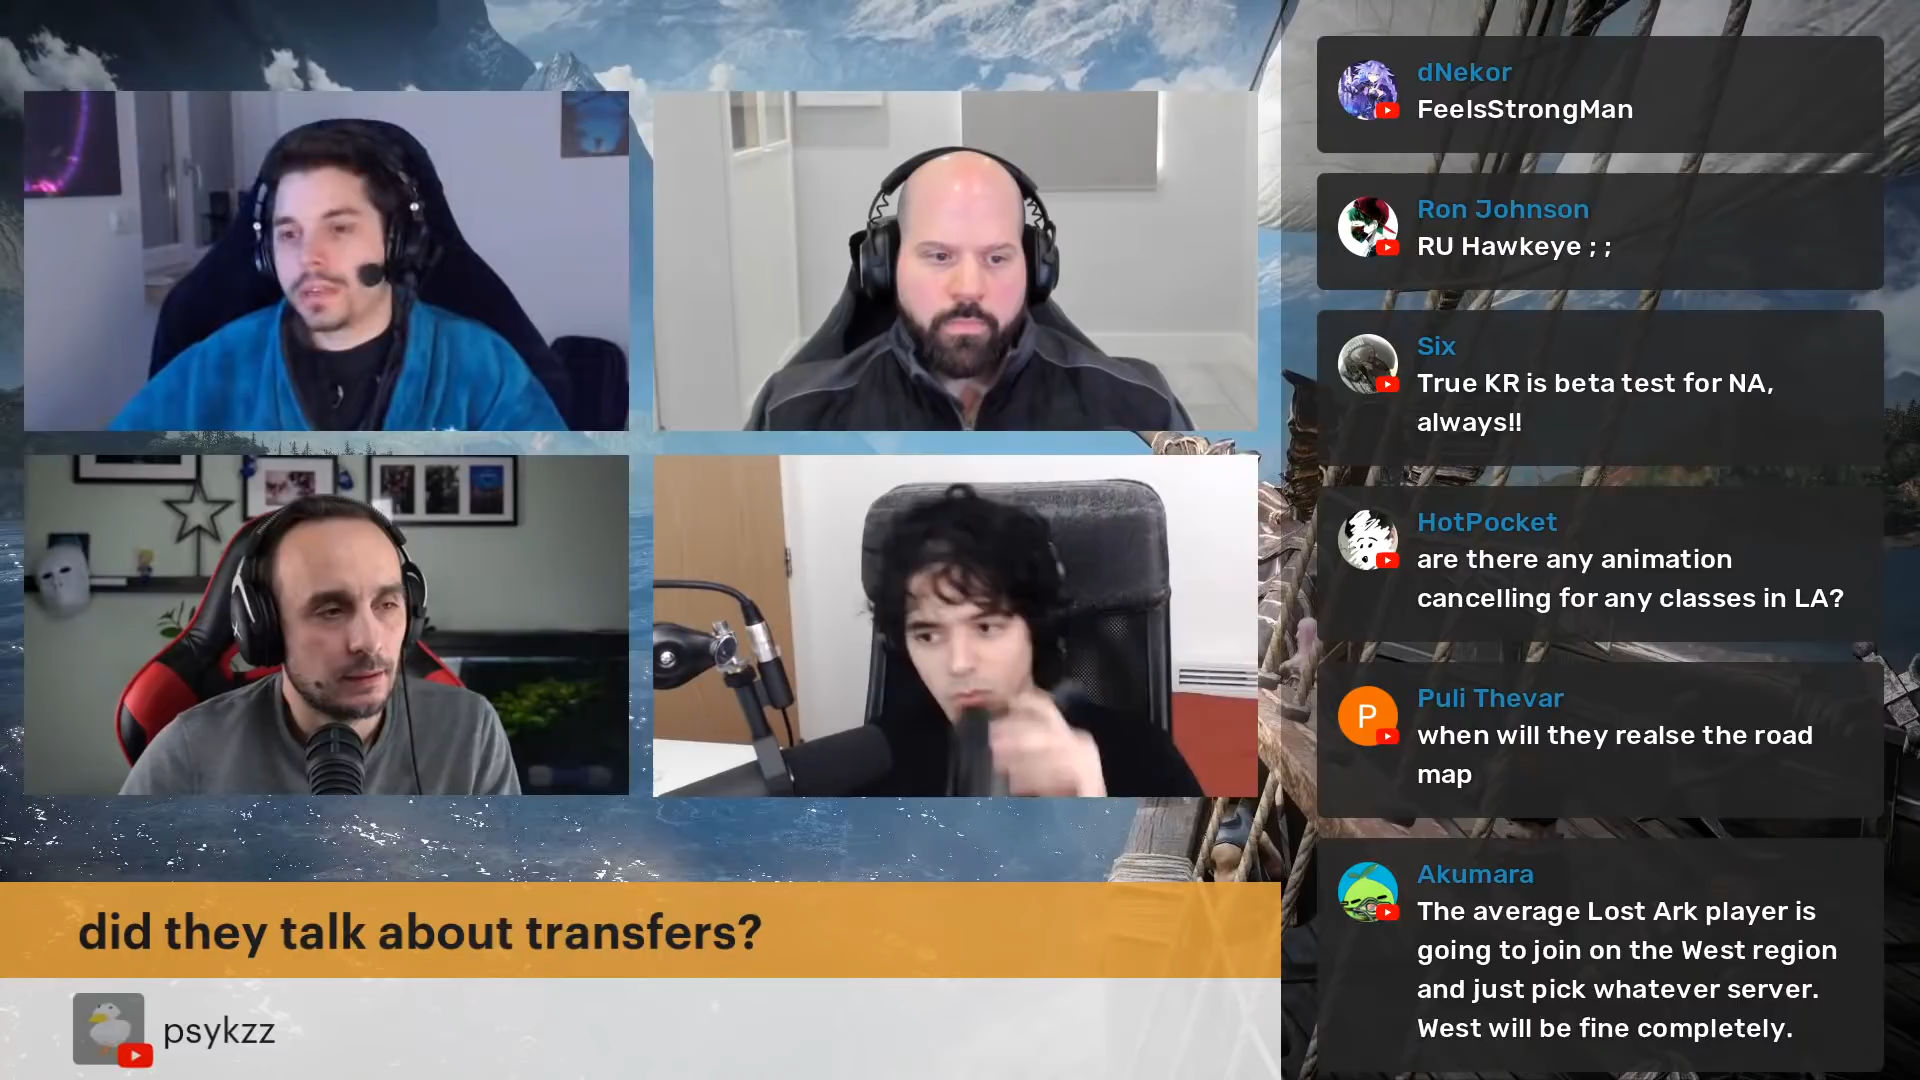 dNekor
FeelsStrongMan
Ron Johnson
RU Hawkeye ; ;
Six
True KR is beta test for NA,
always!!
HotPocket
are there any animation
cancelling for any classes in LA?
P
Puli Thevar
when will they realse the road
map
Akumara
The average Lost Ark player is
going to join on the West region
and just pick whatever server.
West will be fine completely.
did they talk about transfers?
psykzz